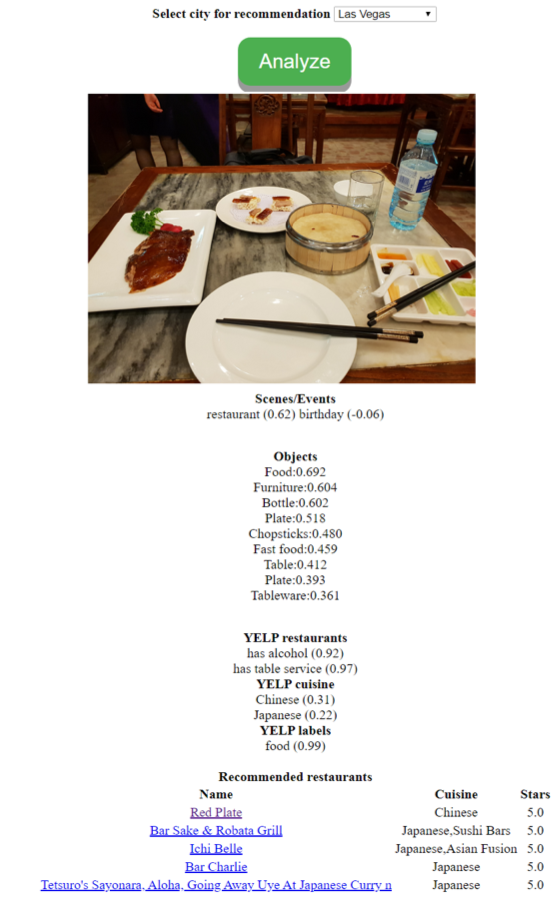 Select city for recommendation Las Vegas
Analyze
Scenes/Events
restaurant (0.62) birthday (-0.06)
Objects
Food:0.692
Furniture:0.604
Bottle:0.602
Plate:0.518
Chopsticks:0.480
Fast food:0.459
Table:0.412
Plate:0.393
Tableware:0.361
YELP restaurants
has alcohol (0.92)
has table service (0.97)
YELP cuisine
Chinese (0.31)
Japanese (0.22)
YELP labels
food (0.99)
Recommended restaurants
Name Cuisine Stars
Red Plate Chinese 5.0
Bar Sake & Robata Grill Japanese,Sushi Bars 5.0
Ichi Belle Japanese,Asian Fusion 5.0
Bar Charlie Japanese 5.0
Tetsuro's Sayonara, Aloha, Going Away Uye At Japanese Curry n Japanese 5.0